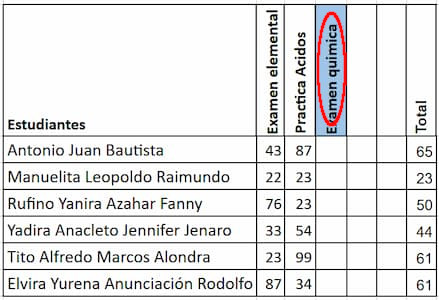 Estudiantes Examen elemental Practica Acidos Examen quimica Total
Antonio Juan Bautista 43 87 65
Manuelita Leopoldo Raimundo 22 23 23
Rufino Yanira Azahar Fanny 76 23 50
Yadira Anacleto Jennifer Jenaro 33 54 44
Tito Alfredo Marcos Alondra 23 99 61
Elvira Yurena Anunciación Rodolfo 87 34 61